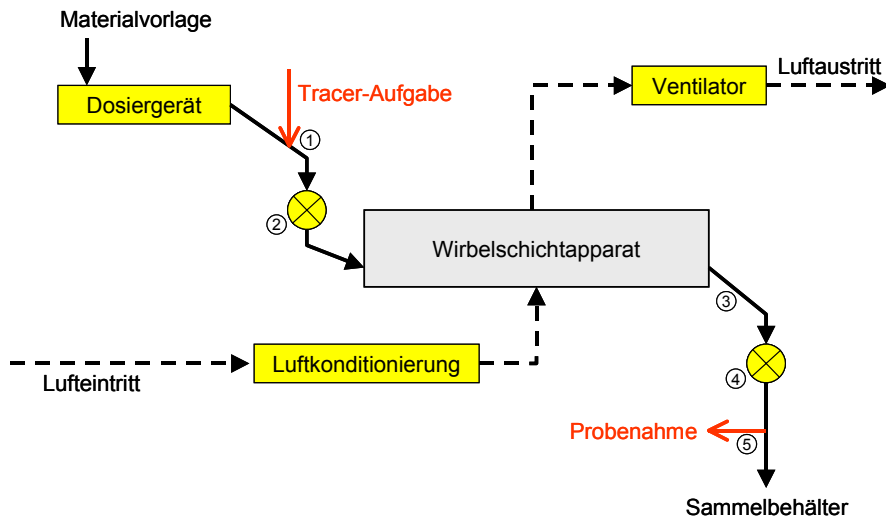 Materialvorlage
Dosiergerät
Tracer-Aufgabe
①
②
Ventilator
Luftaustritt
Wirbelschichtapparat
③
Luftkonditionierung
Lufteintritt
④
Probenahme
⑤
Sammelbehälter